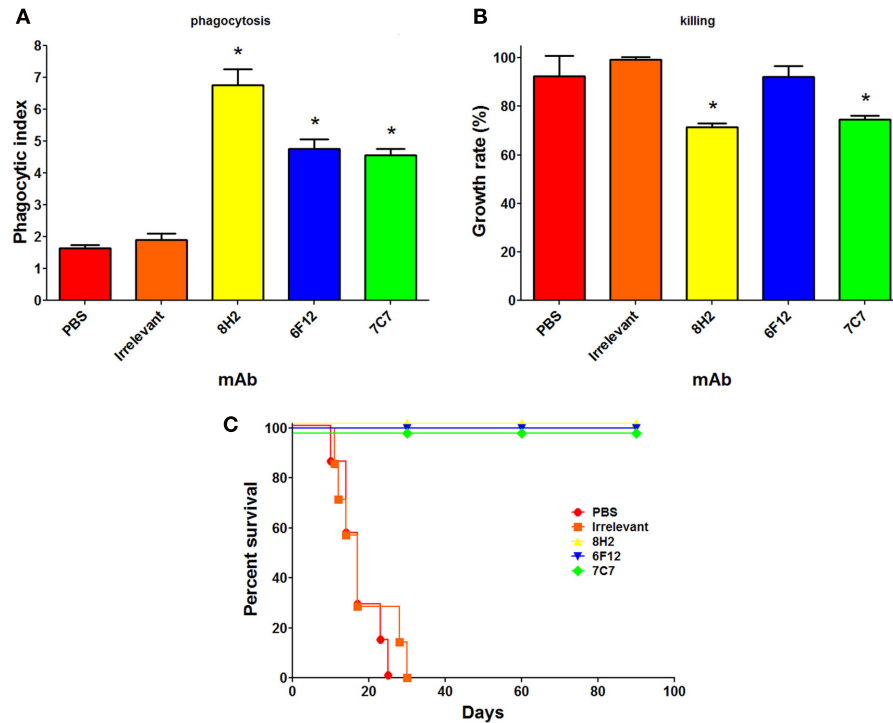 A
phagocytosis
Phagocytic index
8
7
6
5
4
3
2
1
0
*
*
*
PBS
Irrelevant
8H2
6F12
7C7
mAb
B
killing
Growth rate (%)
100
80
60
40
20
0
*
*
PBS
Irrelevant
8H2
6F12
7C7
mAb
C
Percent survival
100
80
60
40
20
0
PBS
Irrelevant
8H2
6F12
7C7
0 20 40 60 80 100
Days